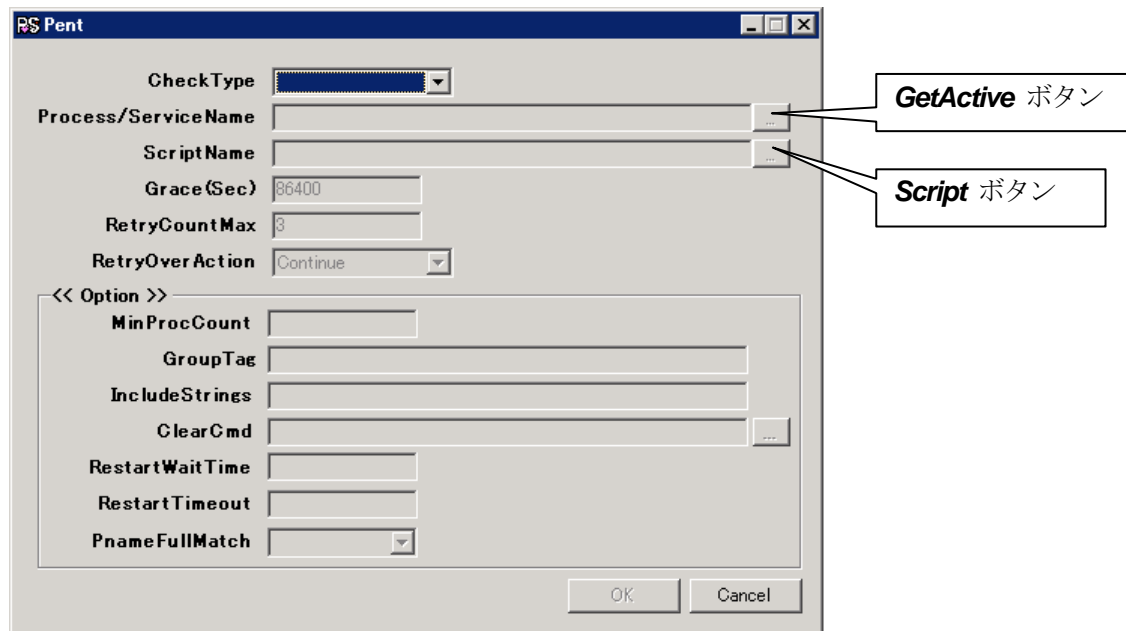 PS Pent
CheckType
Process/ServiceName
...
GetActive ボタン
ScriptName
...
Script ボタン
Grace(Sec) 86400
RetryCountMax 3
RetryOverAction Continue
<< Option >>
MinProcCount
GroupTag
IncludeStrings
ClearCmd
...
RestartWaitTime
RestartTimeout
PnameFullMatch
OK
Cancel